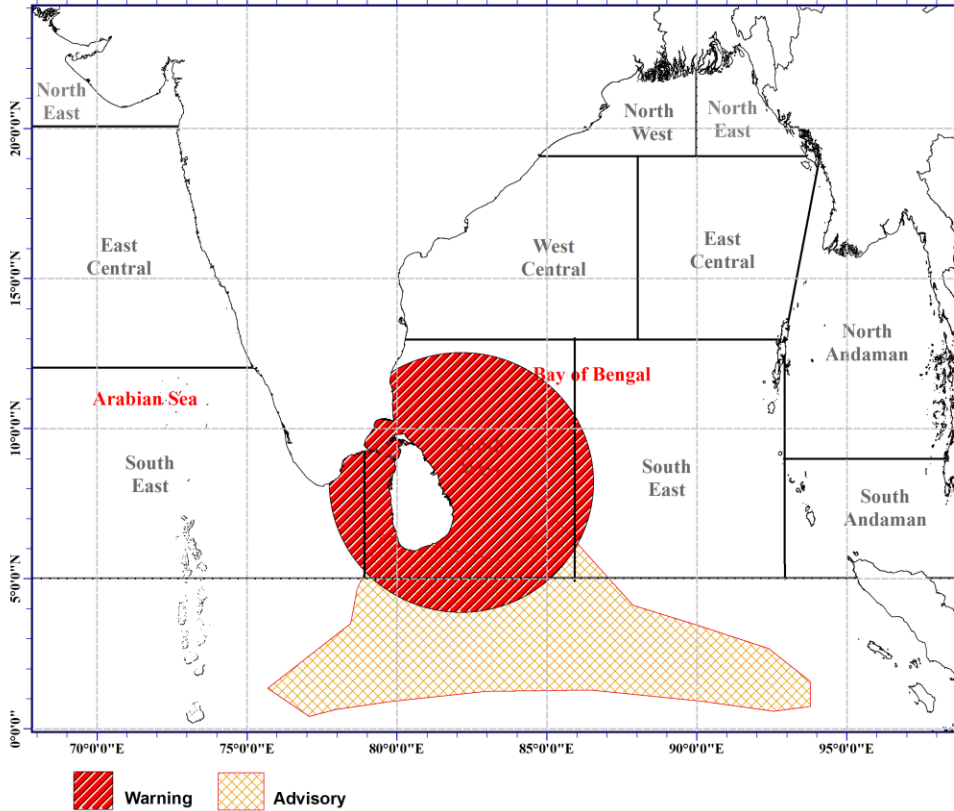 North
East
North
West
North
East
East
Central
West
Central
East
Central
North
Andaman
Bay of Bengal
Arabian Sea
South
East
South
East
South
Andaman
20°0'0"N
15°0'0"N
10°0'0"N
5°0'0"N
0°0'0"
70°0'0"E
75°0'0"E
80°0'0"E
85°0'0"E
90°0'0"E
95°0'0"E
Warning
Advisory